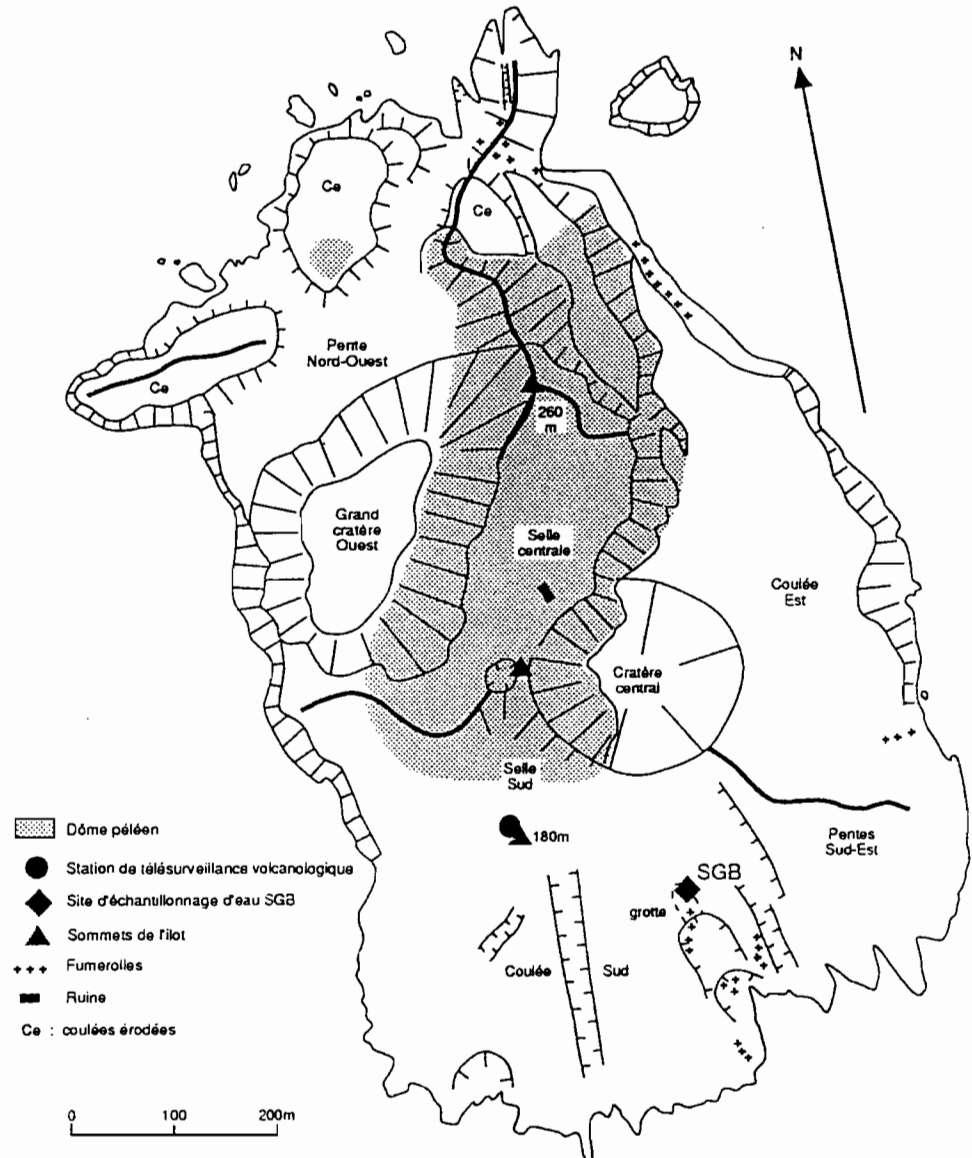 N
Ce
Ce
Pente
Nord-Ouest
Ce
260
m
Grand
cratère
Ouest
Selle
centrale
Coulée
Est
Cratère
central
Selle
Sud
180m
Pentes
Sud-Est
SGB
grotte
Coulée
Sud
Dôme péléen
Station de télésurveillance volcanologique
Site d'échantillonnage d'eau SGB
Sommets de l'ilot
Fumerolles
Ruine
Ce : coulées érodées
0 100 200m